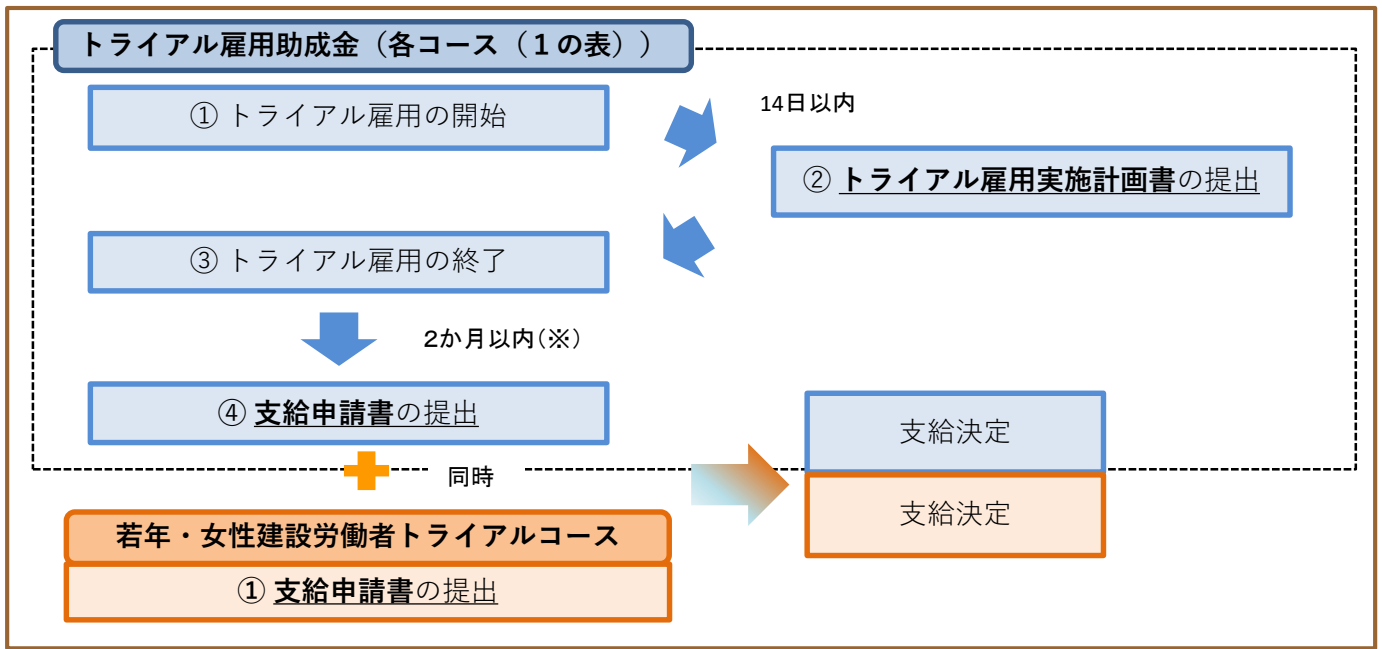 トライアル雇用助成金（各コース（１の表））
① トライアル雇用の開始
14日以内
② トライアル雇用実施計画書の提出
③ トライアル雇用の終了
2か月以内(※)
④ 支給申請書の提出
支給決定
同時
若年・女性建設労働者トライアルコース
① 支給申請書の提出
支給決定